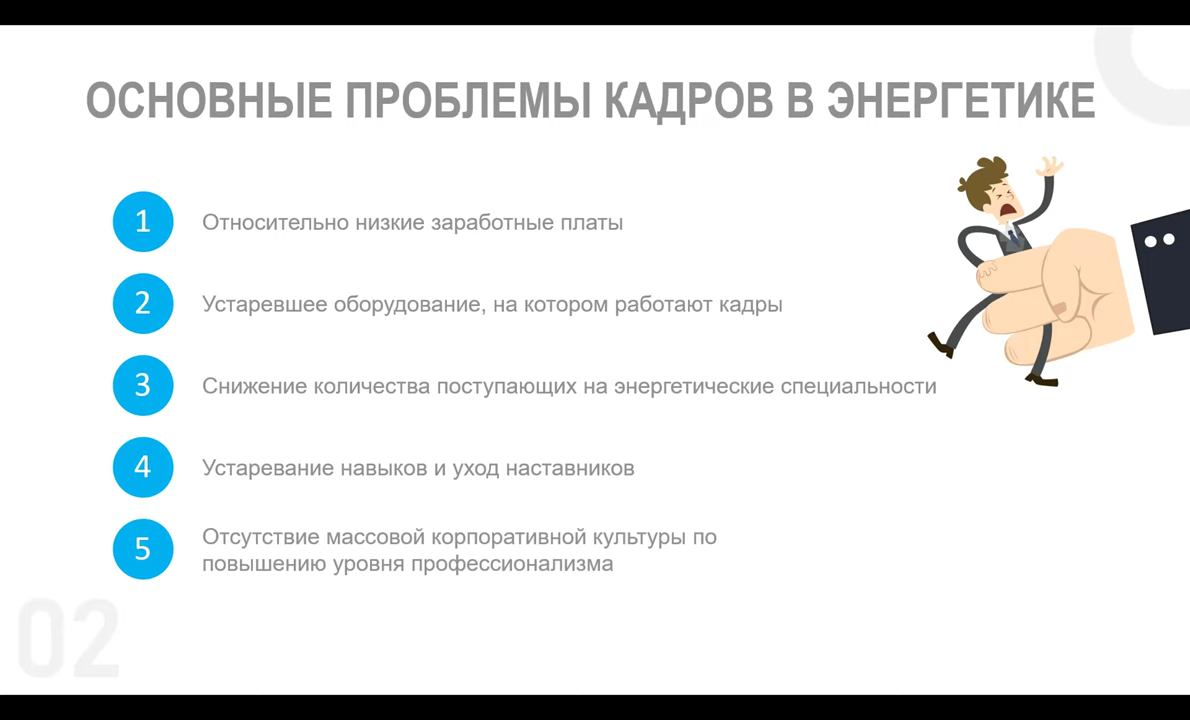 ОСНОВНЫЕ ПРОБЛЕМЫ КАДРОВ В ЭНЕРГЕТИКЕ
1 Относительно низкие заработные платы
2 Устаревшее оборудование, на котором работают кадры
3 Снижение количества поступающих на энергетические специальности
4 Устаревание навыков и уход наставников
5 Отсутствие массовой корпоративной культуры по
повышению уровня профессионализма
02